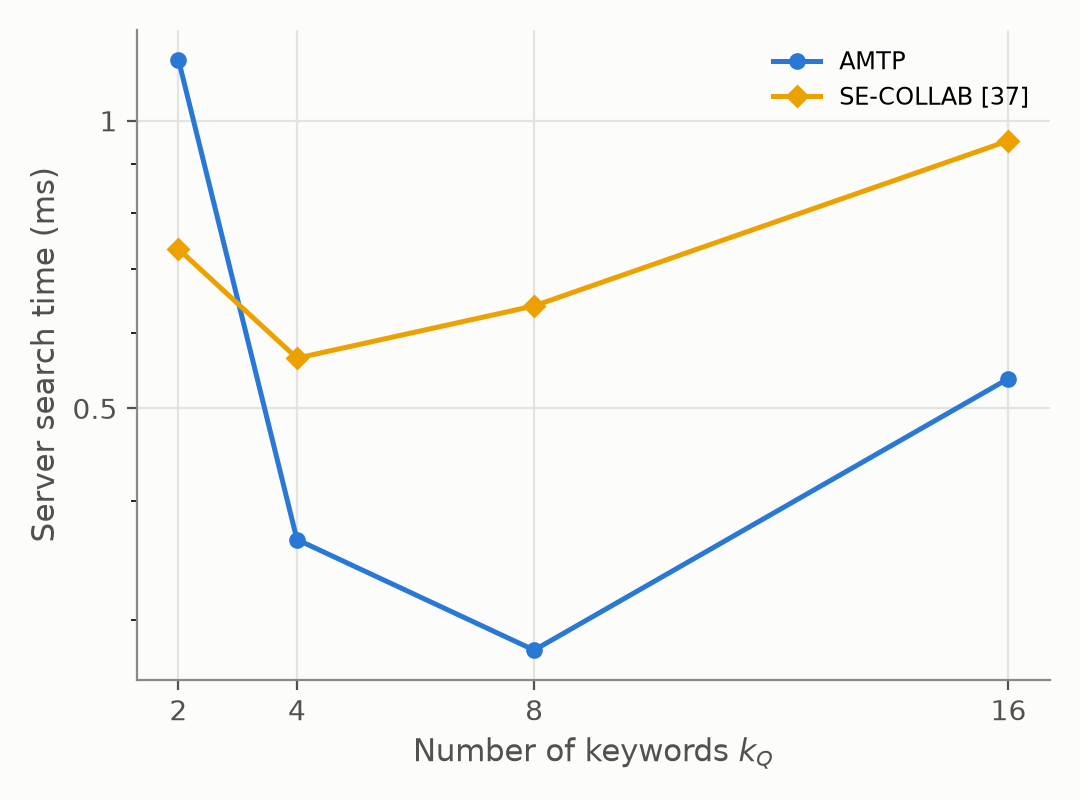 AMTP
SE-COLLAB [37]
Server search time (ms)
1
0.5
2 4 8 16
Number of keywords k_Q